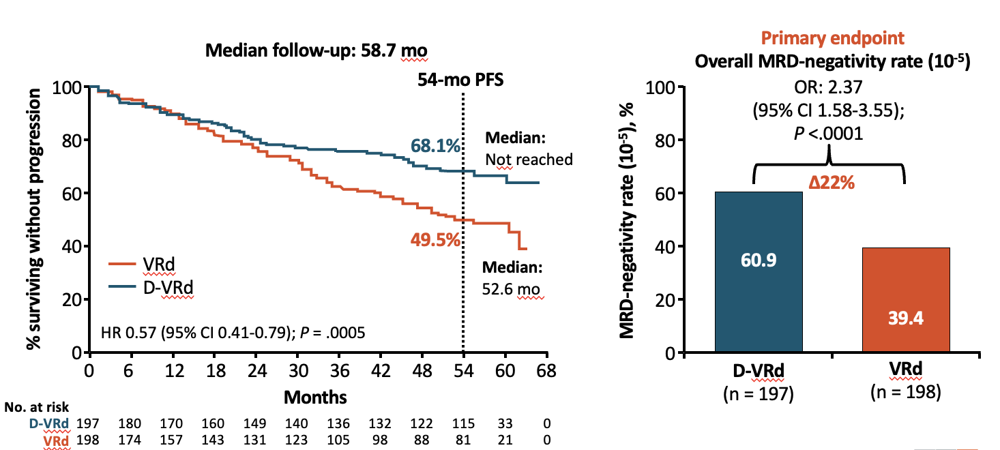 Median follow-up: 58.7 mo
54-mo PFS
% surviving without progression
100
80
60
40
20
0
68.1%
Median:
Not reached
49.5%
Median:
52.6 mo
VRd
D-VRd
HR 0.57 (95% CI 0.41-0.79); P = .0005
0 6 12 18 24 30 36 42 48 54 60 68
Months
No. at risk
D-VRd 197 180 170 160 149 140 136 132 122 115 33 0
VRd 198 174 157 143 131 123 105 98 88 81 21 0
Primary endpoint
Overall MRD-negativity rate (10⁻⁵)
OR: 2.37
(95% CI 1.58-3.55);
P <.0001
Δ22%
MRD-negativity rate (10⁻⁵), %
100
80
60
40
20
0
60.9
39.4
D-VRd
(n = 197)
VRd
(n = 198)